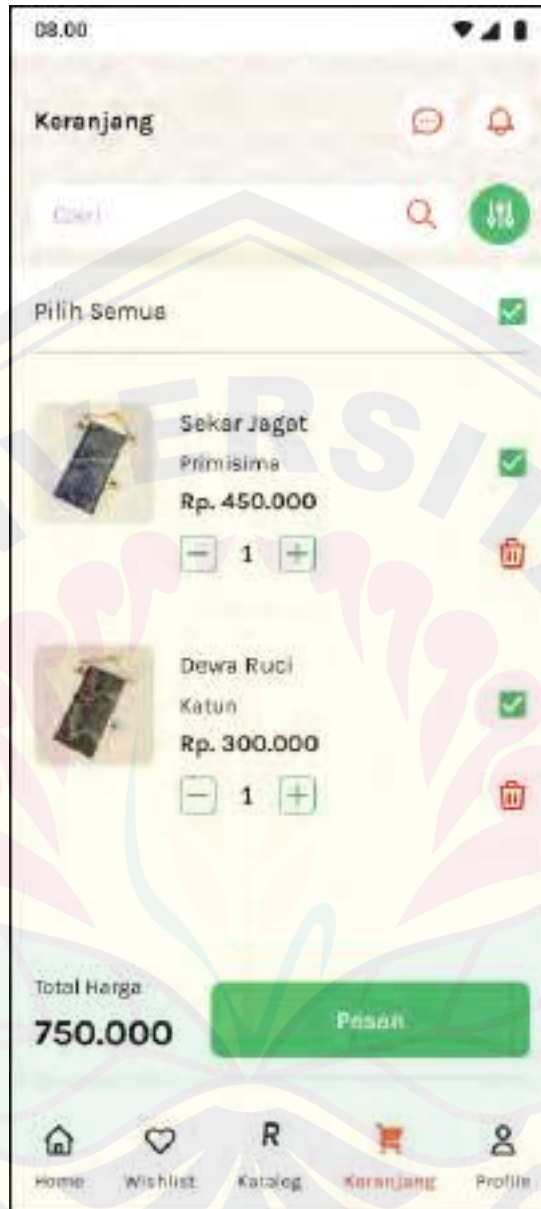 08.00
Keranjang
Cari
Pilih Semua
Sekar Jagat
Primisima
Rp. 450.000
1
Dewa Ruci
Katun
Rp. 300.000
1
Total Harga
750.000
Pesan
R
Home Wishlist Katalog Keranjang Profile